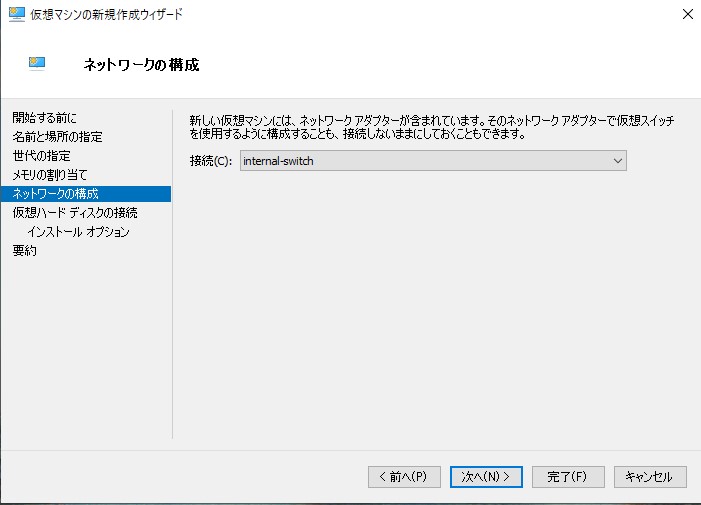 仮想マシンの新規作成ウィザード
ネットワークの構成
開始する前に
名前と場所の指定
世代の指定
メモリの割り当て
ネットワークの構成
仮想ハード ディスクの接続
インストール オプション
要約
新しい仮想マシンには、ネットワーク アダプターが含まれています。そのネットワーク アダプターで仮想スイッチ
を使用するように構成することも、接続しないままにしておくこともできます。
接続(C): internal-switch
< 前へ(P) 次へ(N) > 完了(F) キャンセル